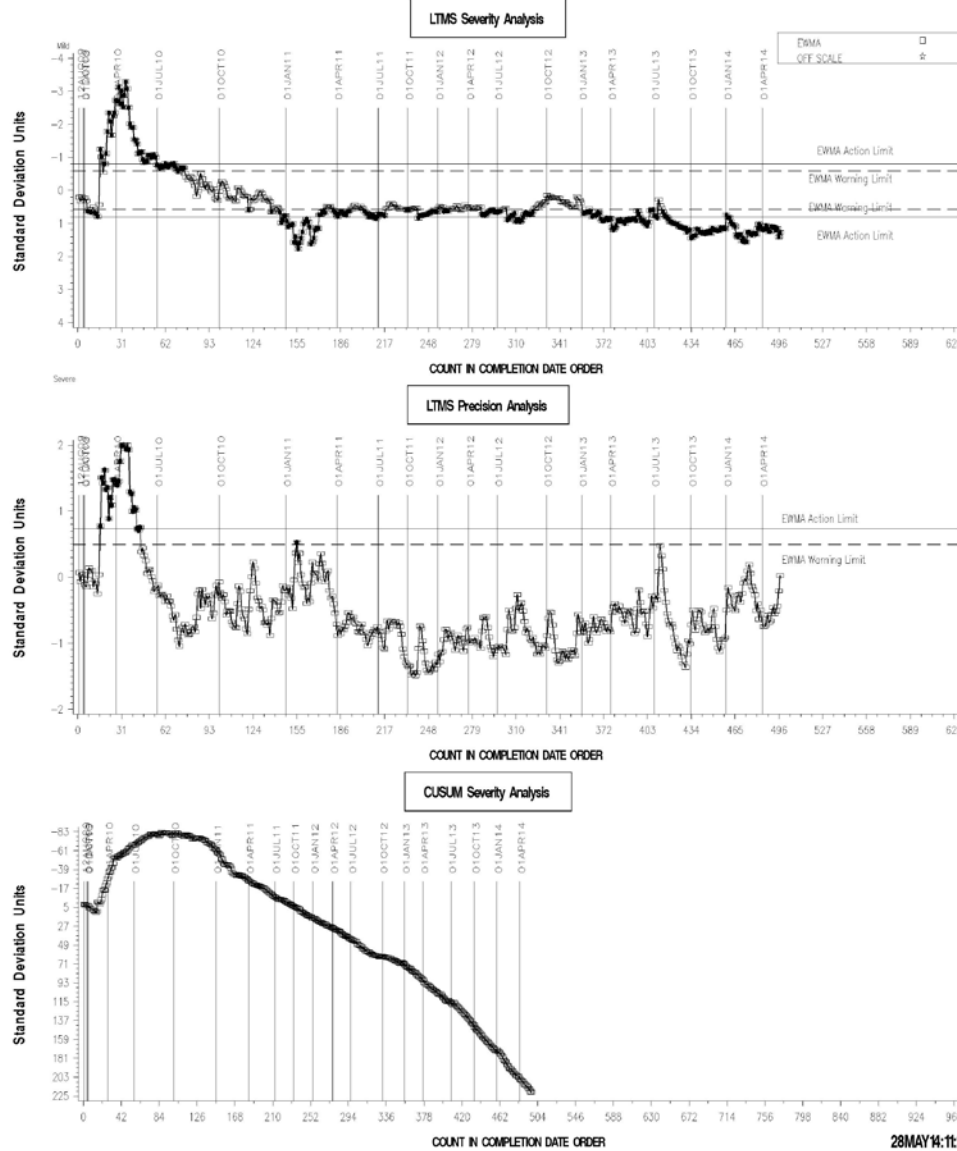 LTMS Severity Analysis
EWMA
OFF SCALE
Mild
-4
-3
-2
-1
0
1
2
3
4
Standard Deviation Units
01APR10
01JUL10
01OCT10
01JAN11
01APR11
01JUL11
01OCT11
01JAN12
01APR12
01JUL12
01OCT12
01JAN13
01APR13
01JUL13
01OCT13
01JAN14
01APR14
EWMA Action Limit
EWMA Warning Limit
EWMA Warning Limit
EWMA Action Limit
0 31 62 93 124 155 186 217 248 279 310 341 372 403 434 465 496 527 558 589 62
COUNT IN COMPLETION DATE ORDER
Severe
LTMS Precision Analysis
2
1
0
-1
-2
Standard Deviation Units
01APR10
01JUL10
01OCT10
01JAN11
01APR11
01JUL11
01OCT11
01JAN12
01APR12
01JUL12
01OCT12
01JAN13
01APR13
01JUL13
01OCT13
01JAN14
01APR14
EWMA Action Limit
EWMA Warning Limit
0 31 62 93 124 155 186 217 248 279 310 341 372 403 434 465 496 527 558 589 62
COUNT IN COMPLETION DATE ORDER
CUSUM Severity Analysis
-83
-61
-39
-17
5
27
49
71
93
115
137
159
181
203
225
Standard Deviation Units
01APR10
01JUL10
01OCT10
01JAN11
01APR11
01JUL11
01OCT11
01JAN12
01APR12
01JUL12
01OCT12
01JAN13
01APR13
01JUL13
01OCT13
01JAN14
01APR14
0 42 84 126 168 210 252 294 336 378 420 462 504 546 588 630 672 714 756 798 840 882 924 96
COUNT IN COMPLETION DATE ORDER
28MAY14:11: